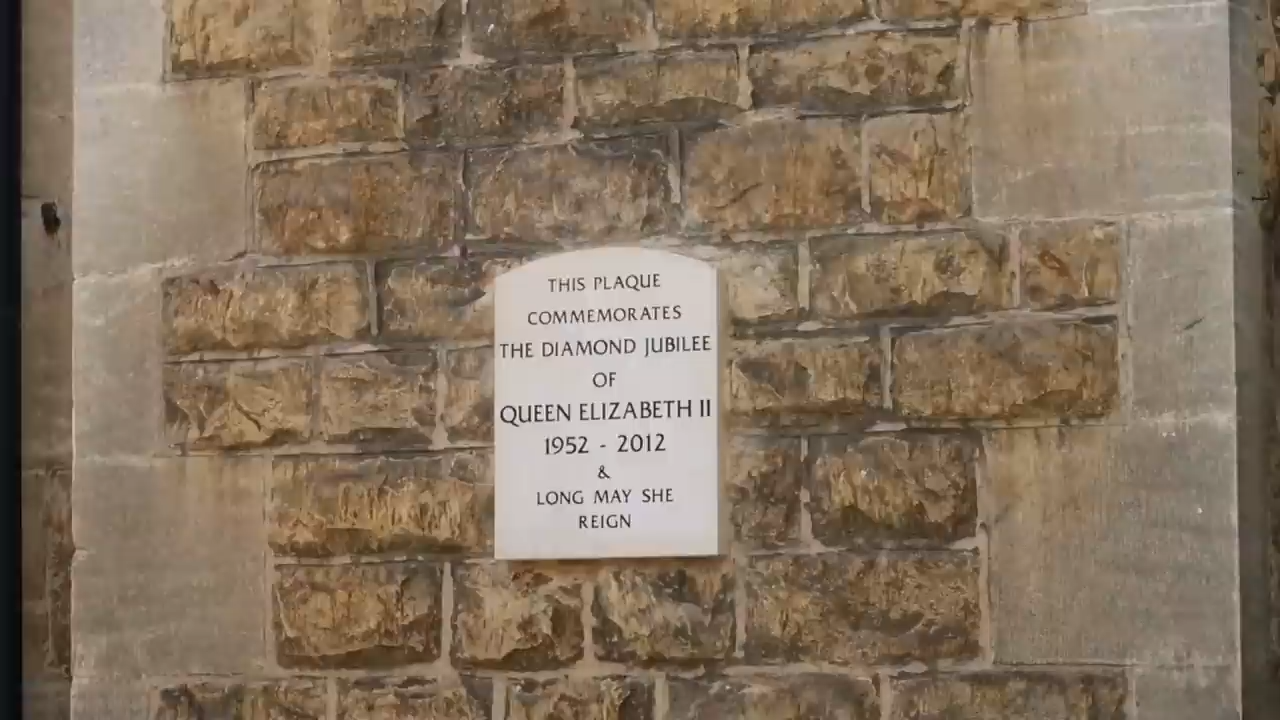 THIS PLAQUE
COMMEMORATES
THE DIAMOND JUBILEE
OF
QUEEN ELIZABETH II
1952 - 2012
&
LONG MAY SHE
REIGN